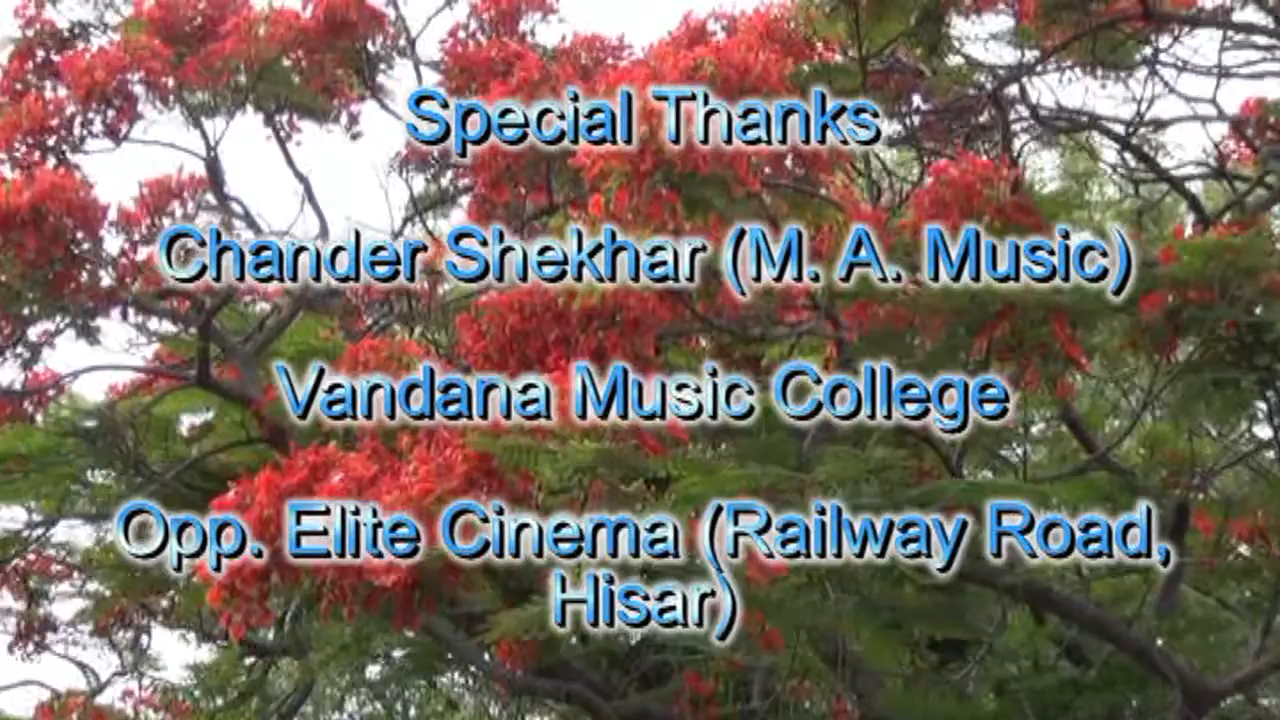 Special Thanks
Chander Shekhar (M. A. Music)
Vandana Music College
Opp. Elite Cinema (Railway Road,
Hisar)